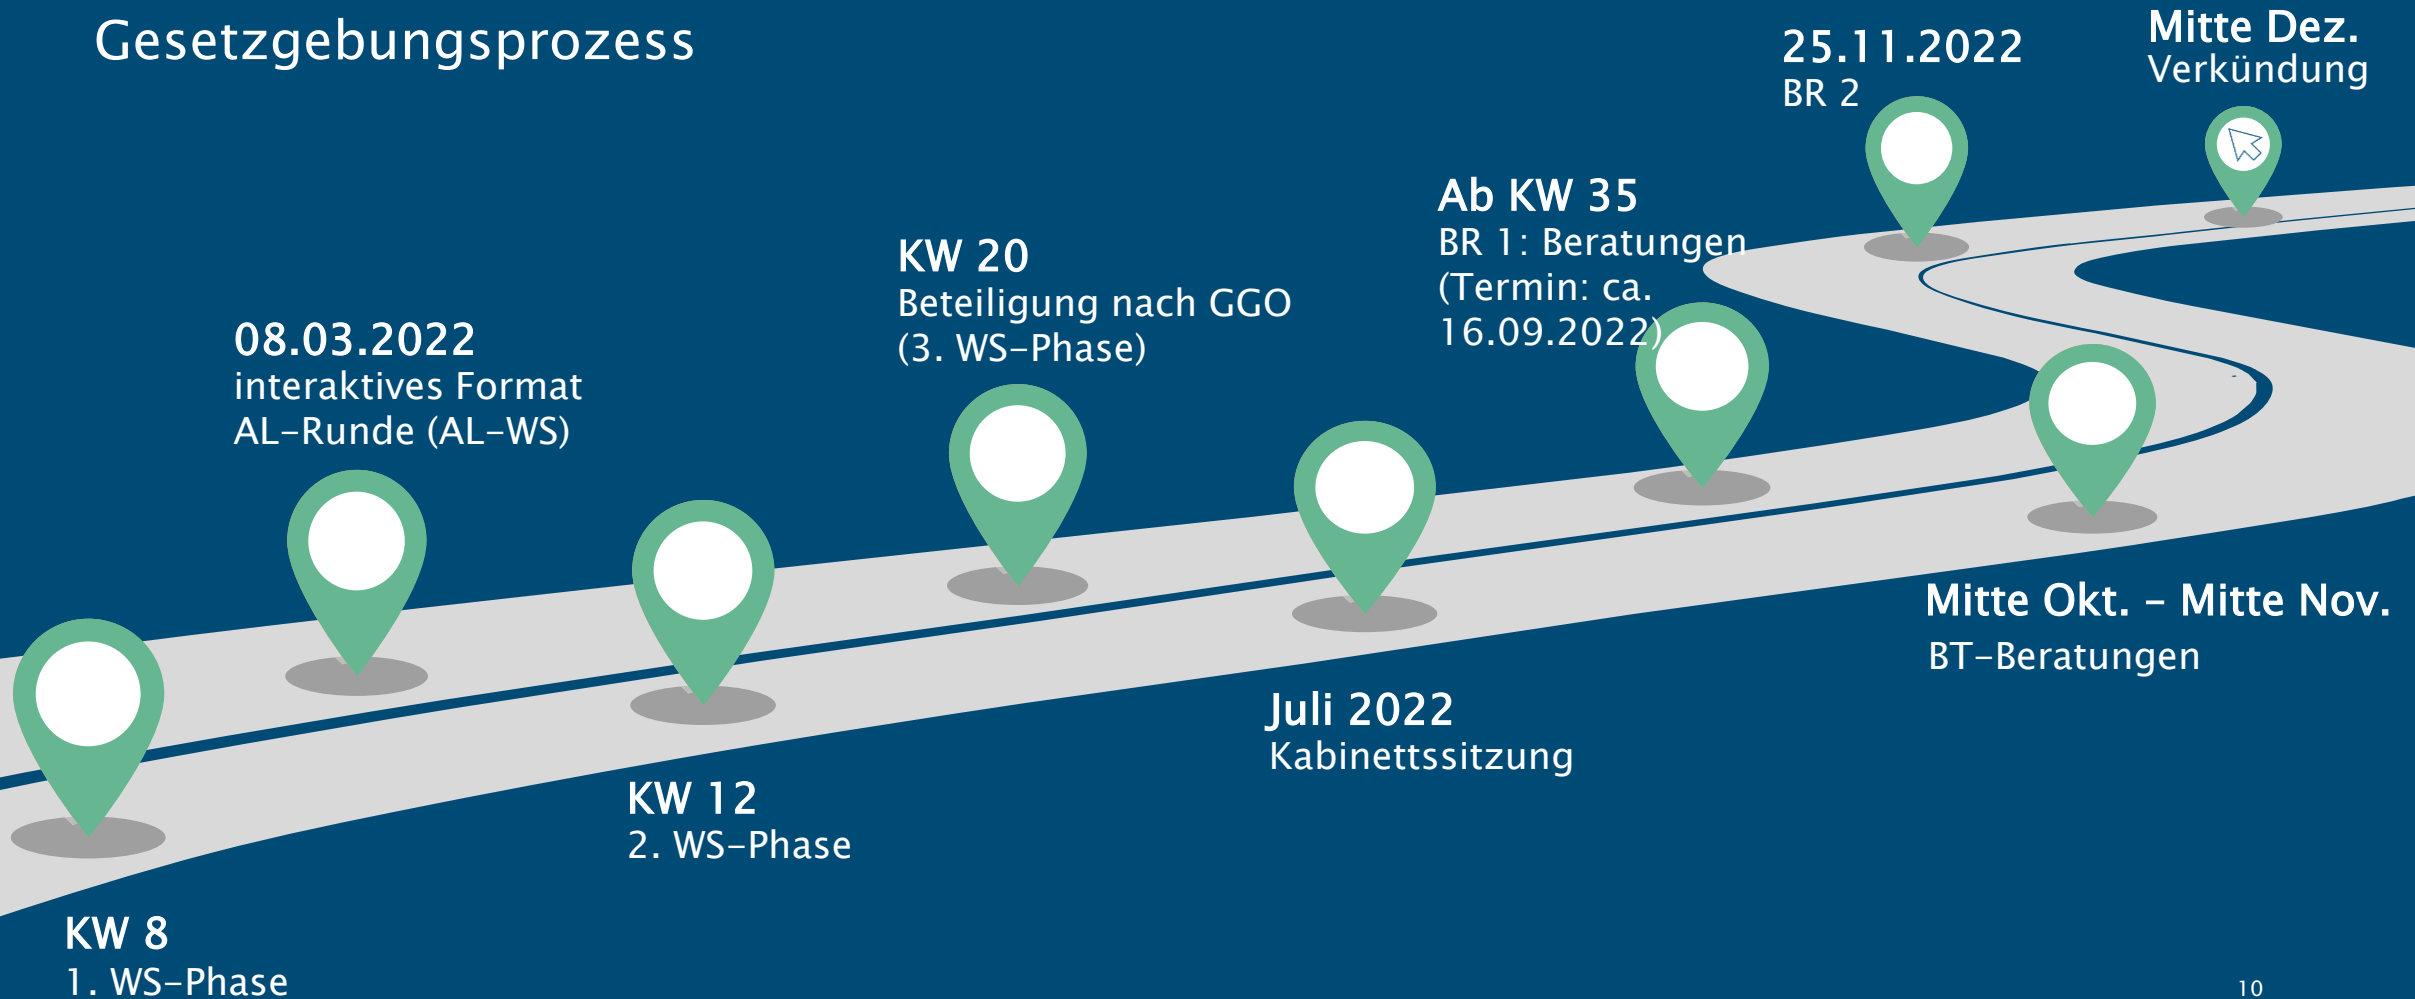 Gesetzgebungsprozess
KW 8
1. WS-Phase
08.03.2022
interaktives Format
AL-Runde (AL-WS)
KW 12
2. WS-Phase
KW 20
Beteiligung nach GGO
(3. WS-Phase)
Juli 2022
Kabinettssitzung
Ab KW 35
BR 1: Beratungen
(Termin: ca.
16.09.2022)
Mitte Okt. – Mitte Nov.
BT-Beratungen
25.11.2022
BR 2
Mitte Dez.
Verkündung
10